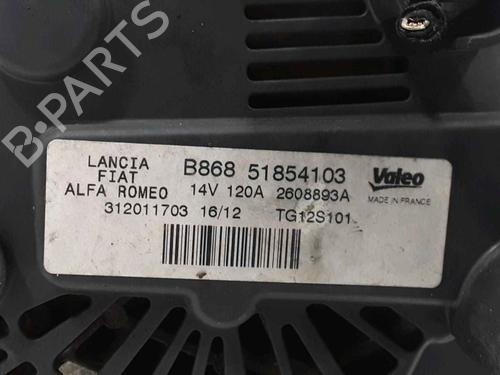 B-PARTS
LANCIA
FIAT
ALFA ROMEO
B868 51854103
14V 120A 2608893A
312011703 16/12 TG12S101
Valeo
MADE IN FRANCE